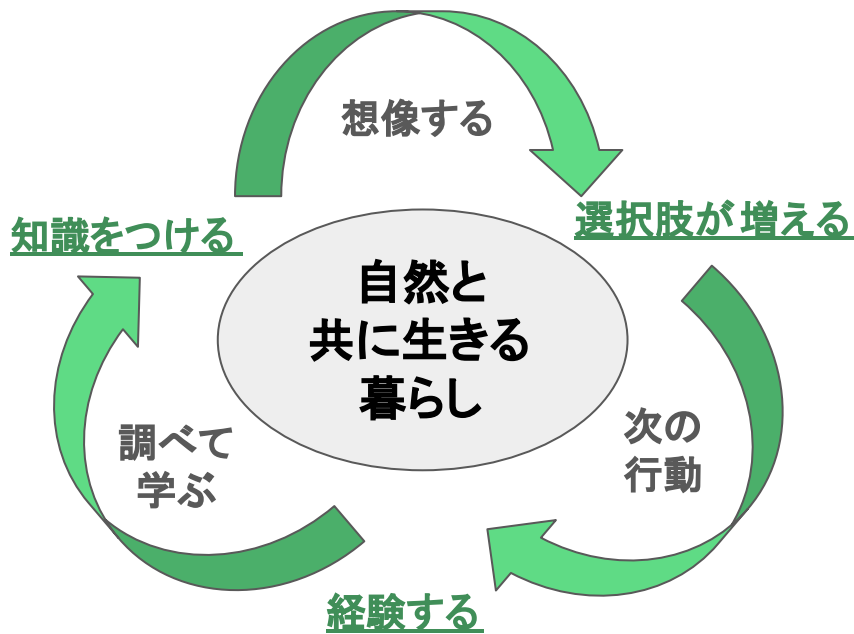 想像する
知識をつける
選択肢が増える
自然と
共に生きる
暮らし
調べて
学ぶ
次の
行動
経験する